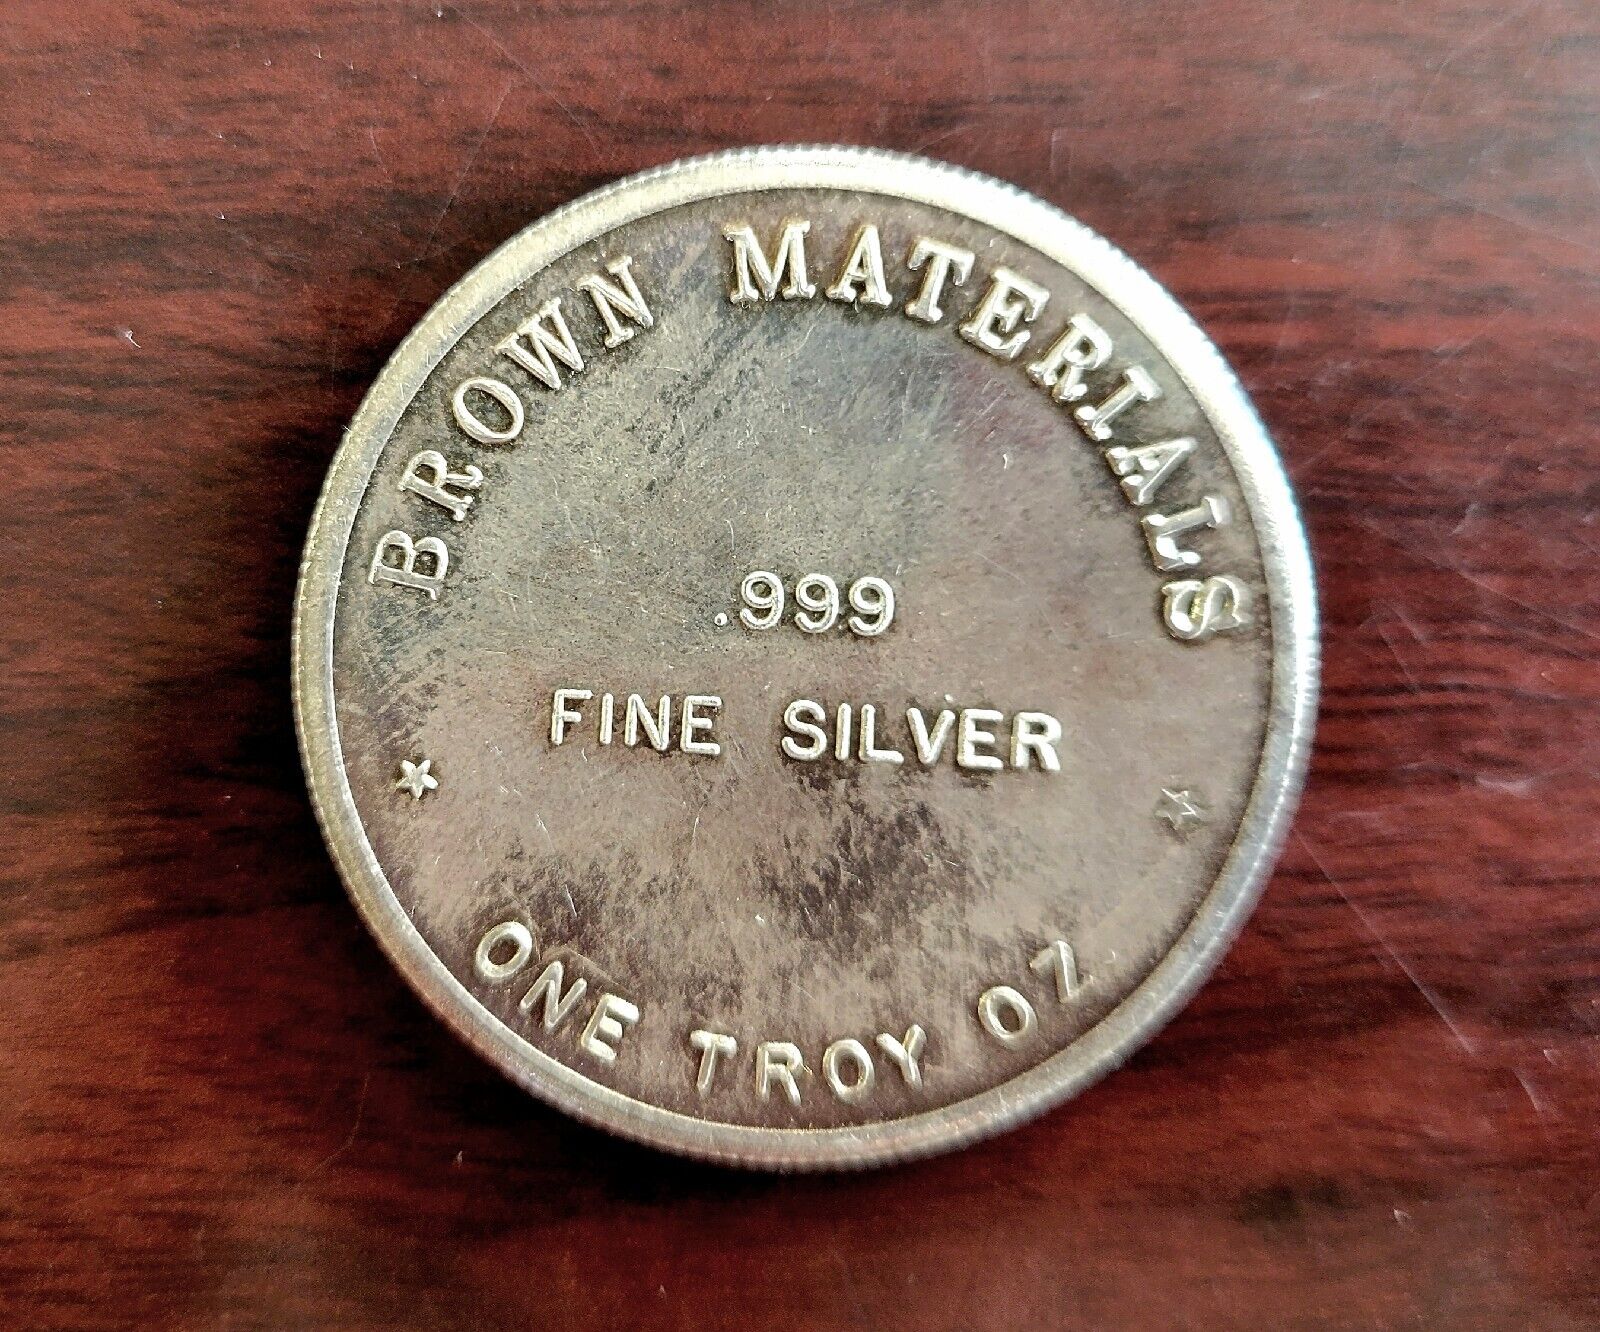 BROWN MATERIALS
.999
FINE SILVER
ONE TROY OZ